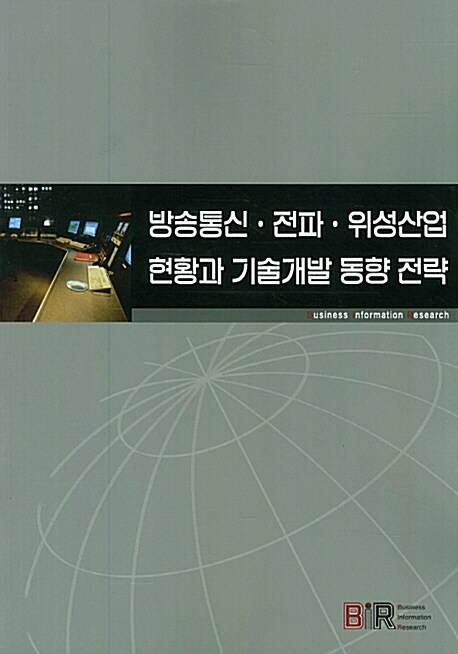 방송통신 · 전파 · 위성산업
현황과 기술개발 동향 전략
Business Information Research
BIR
Business
Information
Research